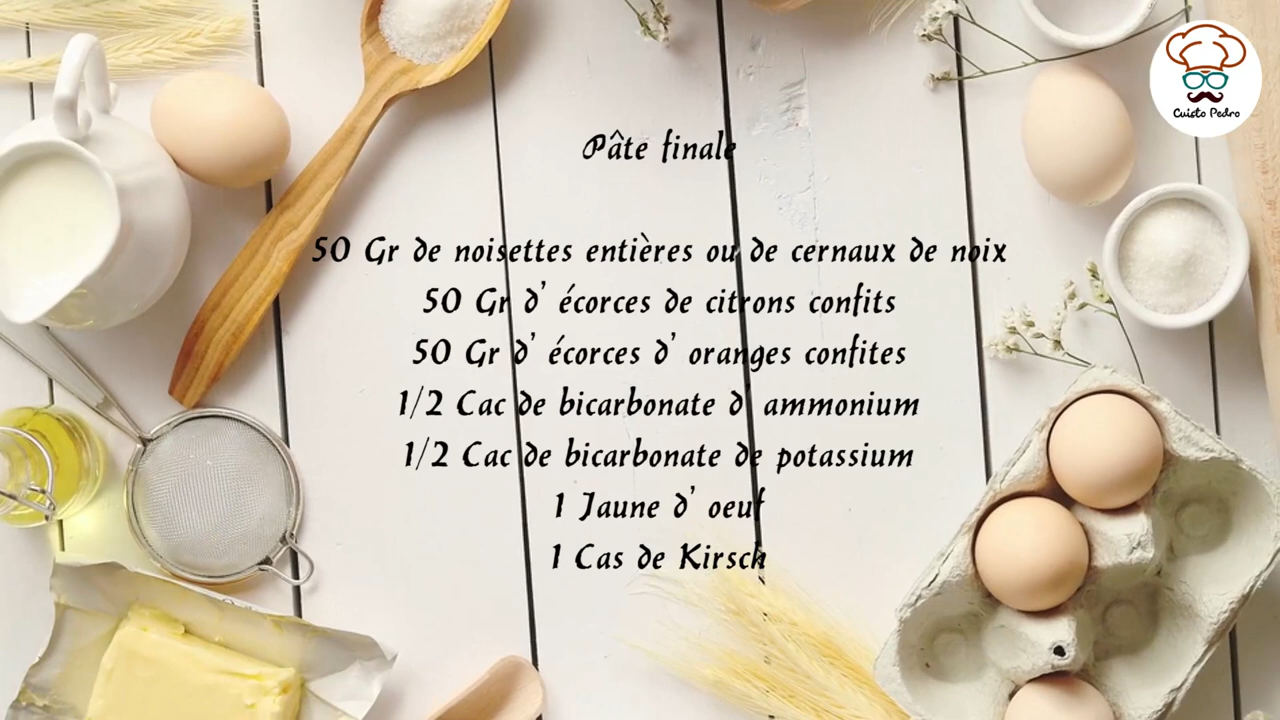 Cuisto Pedro
Pâte finale
50 Gr de noisettes entières ou de cernaux de noix
50 Gr d' écorces de citrons confits
50 Gr d' écorces d' oranges confites
1/2 Cac de bicarbonate d' ammonium
1/2 Cac de bicarbonate de potassium
1 Jaune d' oeuf
1 Cas de Kirsch